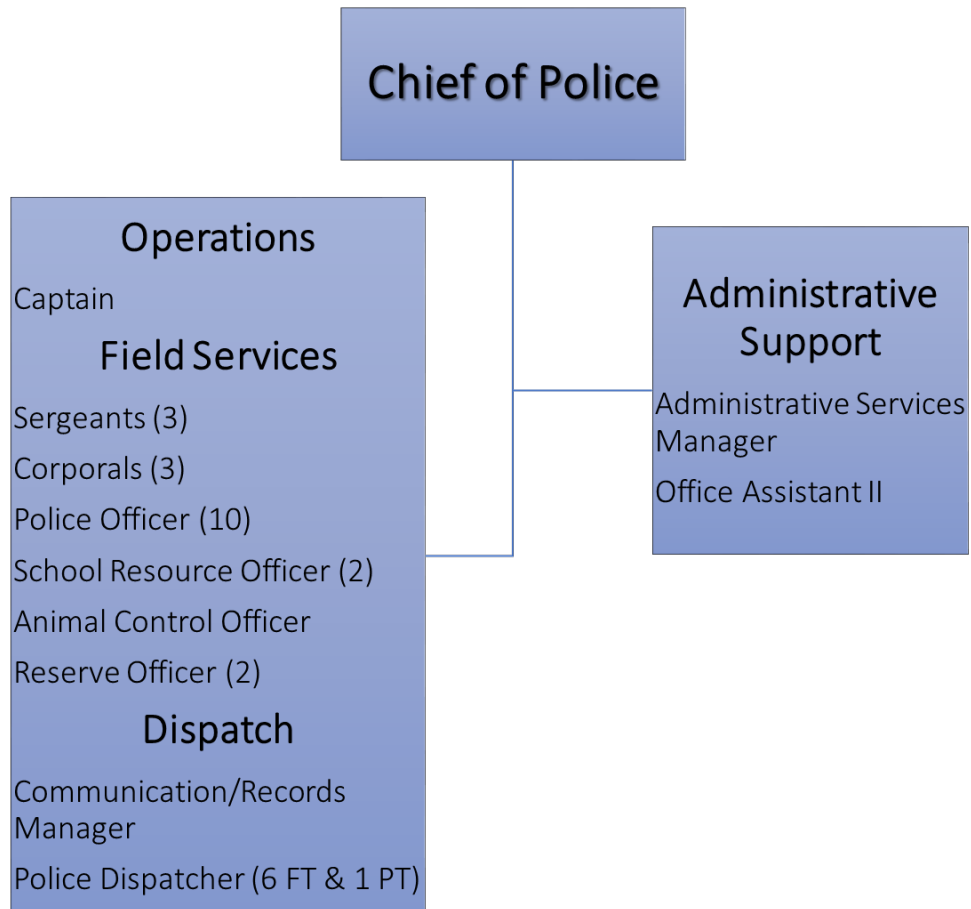 Chief of Police
Operations
Captain
Field Services
Sergeants (3)
Corporals (3)
Police Officer (10)
School Resource Officer (2)
Animal Control Officer
Reserve Officer (2)
Dispatch
Communication/Records
Manager
Police Dispatcher (6 FT & 1 PT)
Administrative
Support
Administrative Services
Manager
Office Assistant II